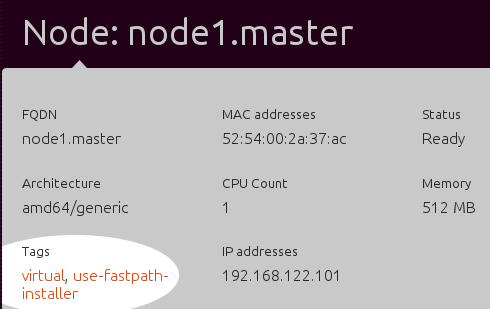 Node: node1.master
FQDN MAC addresses Status
node1.master 52:54:00:2a:37:ac Ready
Architecture CPU Count Memory
amd64/generic 1 512 MB
Tags IP addresses
virtual, use-fastpath- 192.168.122.101
installer